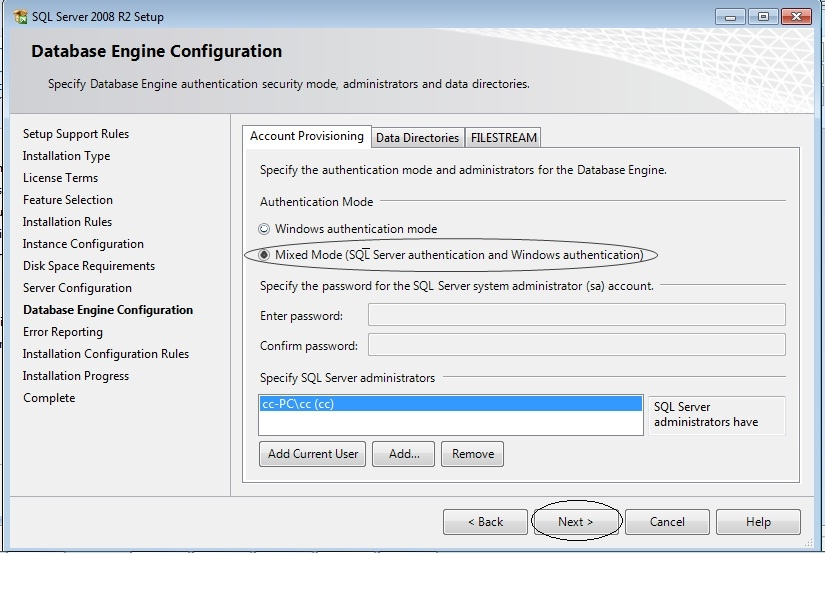 SQL Server 2008 R2 Setup
Database Engine Configuration
Specify Database Engine authentication security mode, administrators and data directories.
Setup Support Rules
Installation Type
License Terms
Feature Selection
Installation Rules
Instance Configuration
Disk Space Requirements
Server Configuration
Database Engine Configuration
Error Reporting
Installation Configuration Rules
Installation Progress
Complete
Account Provisioning
Data Directories
FILESTREAM
Specify the authentication mode and administrators for the Database Engine.
Authentication Mode
Windows authentication mode
Mixed Mode (SQL Server authentication and Windows authentication)
Specify the password for the SQL Server system administrator (sa) account.
Enter password:
Confirm password:
Specify SQL Server administrators
cc-PC\cc (cc)
SQL Server
administrators have
Add Current User
Add...
Remove
< Back
Next >
Cancel
Help